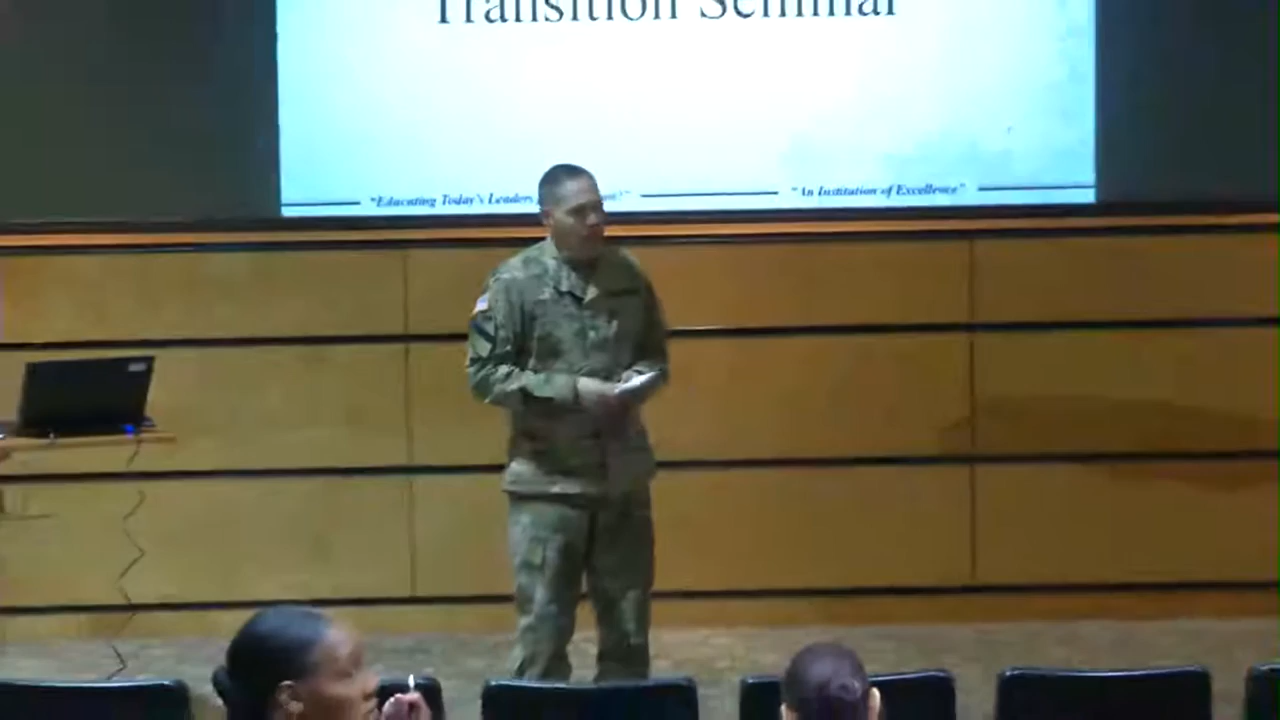 Transition Seminar
"Educating Today's Leaders
"An Institution of Excellence"